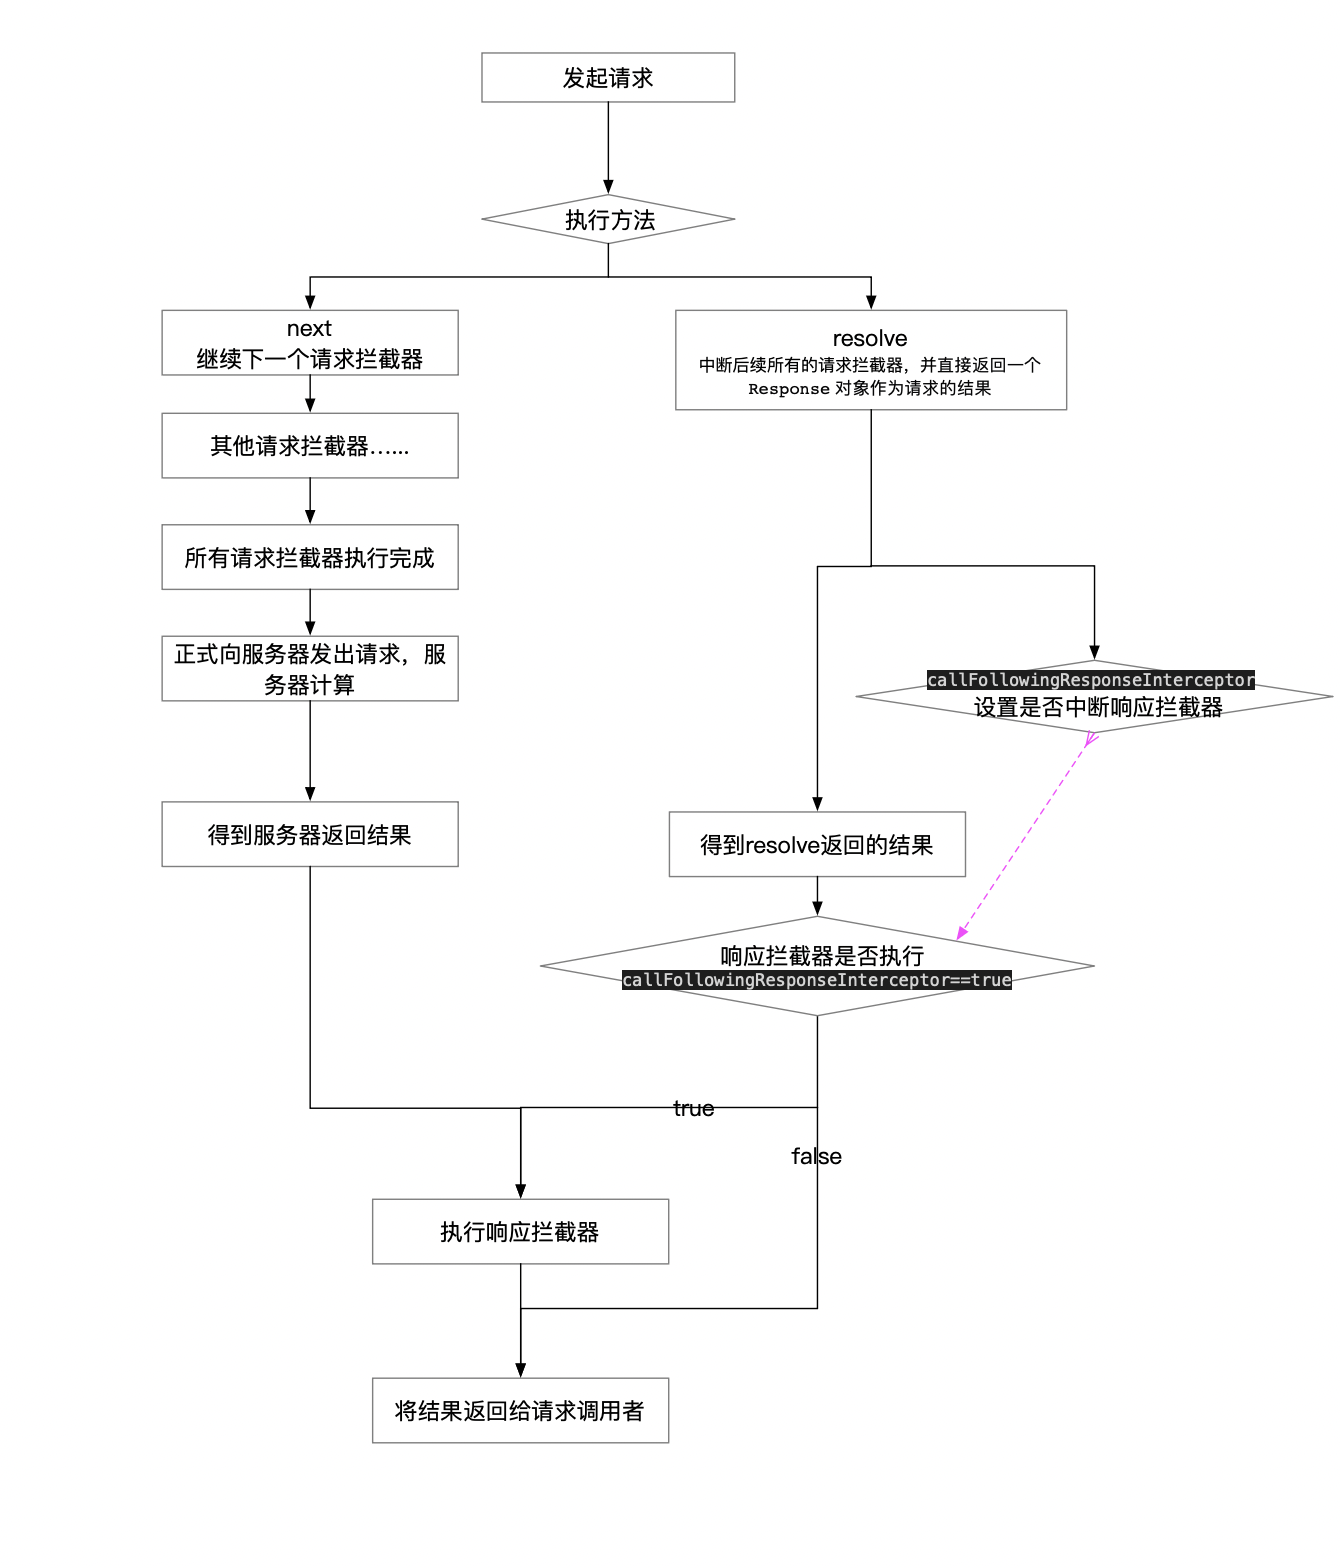 发起请求
执行方法
next
继续下一个请求拦截器
resolve
中断后续所有的请求拦截器，并直接返回一个
Response 对象作为请求的结果
其他请求拦截器…...
所有请求拦截器执行完成
正式向服务器发出请求，服
务器计算
callFollowingResponseInterceptor
设置是否中断响应拦截器
得到服务器返回结果
得到resolve返回的结果
响应拦截器是否执行
callFollowingResponseInterceptor==true
true
false
执行响应拦截器
将结果返回给请求调用者